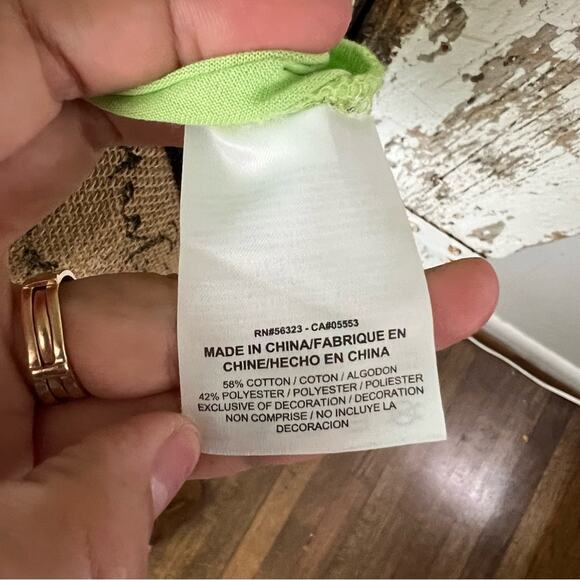 RN#56323 - CA#05553
MADE IN CHINA/FABRIQUE EN
CHINE/HECHO EN CHINA
58% COTTON / COTON / ALGODON
42% POLYESTER / POLYESTER / POLIESTER
EXCLUSIVE OF DECORATION / DECORATION
NON COMPRISE / NO INCLUYE LA
DECORACION